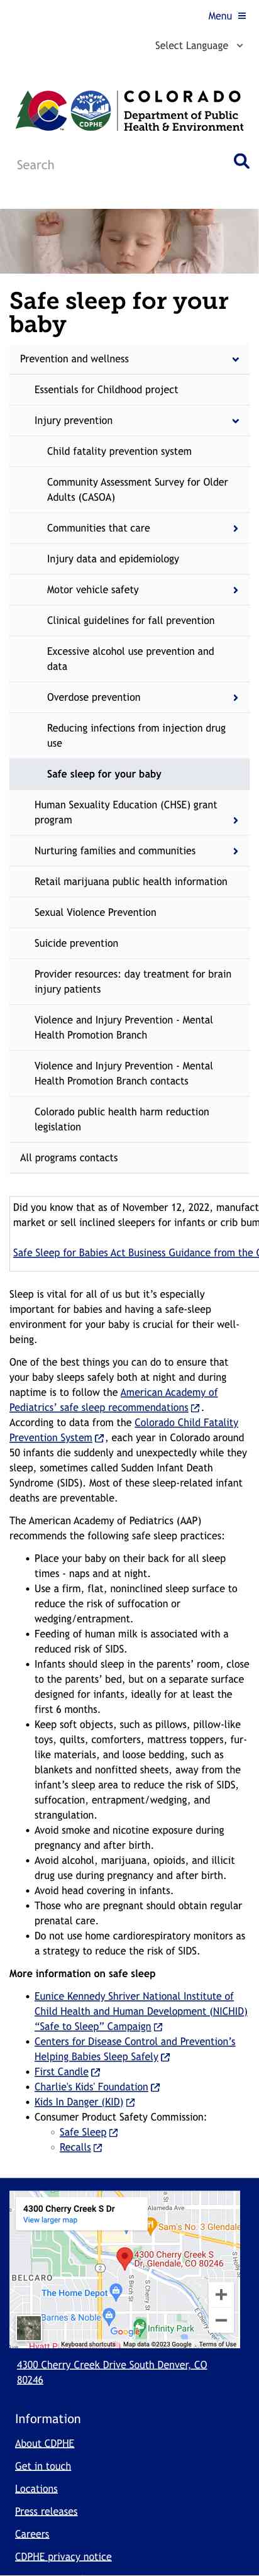 Menu
Select Language
CDPHE
COLORADO
Department of Public
Health & Environment
Search
Safe sleep for your
baby
Prevention and wellness
Essentials for Childhood project
Injury prevention
Child fatality prevention system
Community Assessment Survey for Older
Adults (CASOA)
Communities that care
Injury data and epidemiology
Motor vehicle safety
Clinical guidelines for fall prevention
Excessive alcohol use prevention and
data
Overdose prevention
Reducing infections from injection drug
use
Safe sleep for your baby
Human Sexuality Education (CHSE) grant
program
Nurturing families and communities
Retail marijuana public health information
Sexual Violence Prevention
Suicide prevention
Provider resources: day treatment for brain
injury patients
Violence and Injury Prevention - Mental
Health Promotion Branch
Violence and Injury Prevention - Mental
Health Promotion Branch contacts
Colorado public health harm reduction
legislation
All programs contacts
Did you know that as of November 12, 2022, manufact
market or sell inclined sleepers for infants or crib bum
Safe Sleep for Babies Act Business Guidance from the
Sleep is vital for all of us but it’s especially
important for babies and having a safe-sleep
environment for your baby is crucial for their well-
being.
One of the best things you can do to ensure that
your baby sleeps safely both at night and during
naptime is to follow the American Academy of
Pediatrics’ safe sleep recommendations.
According to data from the Colorado Child Fatality
Prevention System, each year in Colorado around
50 infants die suddenly and unexpectedly while they
sleep, sometimes called Sudden Infant Death
Syndrome (SIDS). Most of these sleep-related infant
deaths are preventable.
The American Academy of Pediatrics (AAP)
recommends the following safe sleep practices:
• Place your baby on their back for all sleep
times - naps and at night.
• Use a firm, flat, noninclined sleep surface to
reduce the risk of suffocation or
wedging/entrapment.
• Feeding of human milk is associated with a
reduced risk of SIDS.
• Infants should sleep in the parents’ room, close
to the parents’ bed, but on a separate surface
designed for infants, ideally for at least the
first 6 months.
• Keep soft objects, such as pillows, pillow-like
toys, quilts, comforters, mattress toppers, fur-
like materials, and loose bedding, such as
blankets and nonfitted sheets, away from the
infant’s sleep area to reduce the risk of SIDS,
suffocation, entrapment/wedging, and
strangulation.
• Avoid smoke and nicotine exposure during
pregnancy and after birth.
• Avoid alcohol, marijuana, opioids, and illicit
drug use during pregnancy and after birth.
• Avoid head covering in infants.
• Those who are pregnant should obtain regular
prenatal care.
• Do not use home cardiorespiratory monitors as
a strategy to reduce the risk of SIDS.
More information on safe sleep
• Eunice Kennedy Shriver National Institute of
Child Health and Human Development (NICHID)
“Safe to Sleep” Campaign
• Centers for Disease Control and Prevention’s
Helping Babies Sleep Safely
• First Candle
• Charlie's Kids' Foundation
• Kids In Danger (KID)
• Consumer Product Safety Commission:
◦ Safe Sleep
◦ Recalls
4300 Cherry Creek S Dr
View larger map
Alameda Ave
Sam's No. 3 Glendale
4300 Cherry Creek S
Dr, Glendale, CO 80246
BELCARO
The Home Depot
Barnes & Noble
Infinity Park
Google
Hyatt
Keyboard shortcuts
Map data ©2023 Google
Terms of Use
4300 Cherry Creek Drive South Denver, CO
80246
Information
About CDPHE
Get in touch
Locations
Press releases
Careers
CDPHE privacy notice